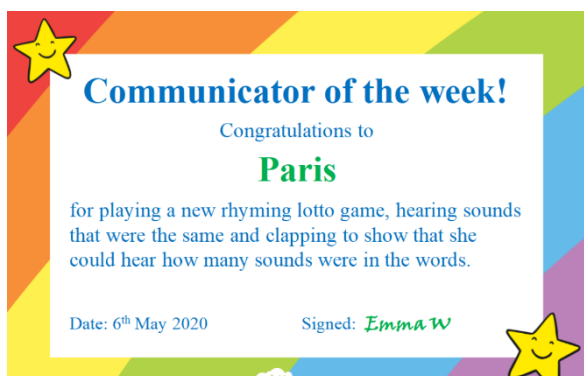 Communicator of the week!
Congratulations to
Paris
for playing a new rhyming lotto game, hearing sounds
that were the same and clapping to show that she
could hear how many sounds were in the words.
Date: 6th May 2020 Signed: Emma W